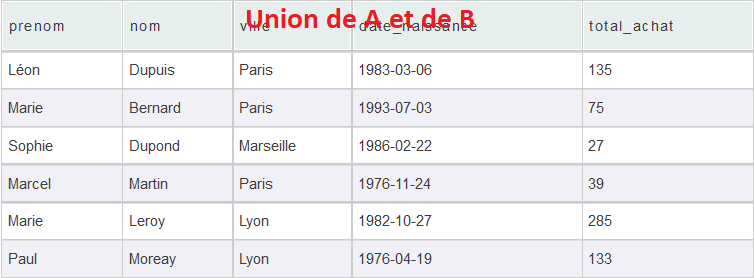 Union de A et de B
prenom nom ville date_naissance total_achat
Léon Dupuis Paris 1983-03-06 135
Marie Bernard Paris 1993-07-03 75
Sophie Dupond Marseille 1986-02-22 27
Marcel Martin Paris 1976-11-24 39
Marie Leroy Lyon 1982-10-27 285
Paul Moreay Lyon 1976-04-19 133